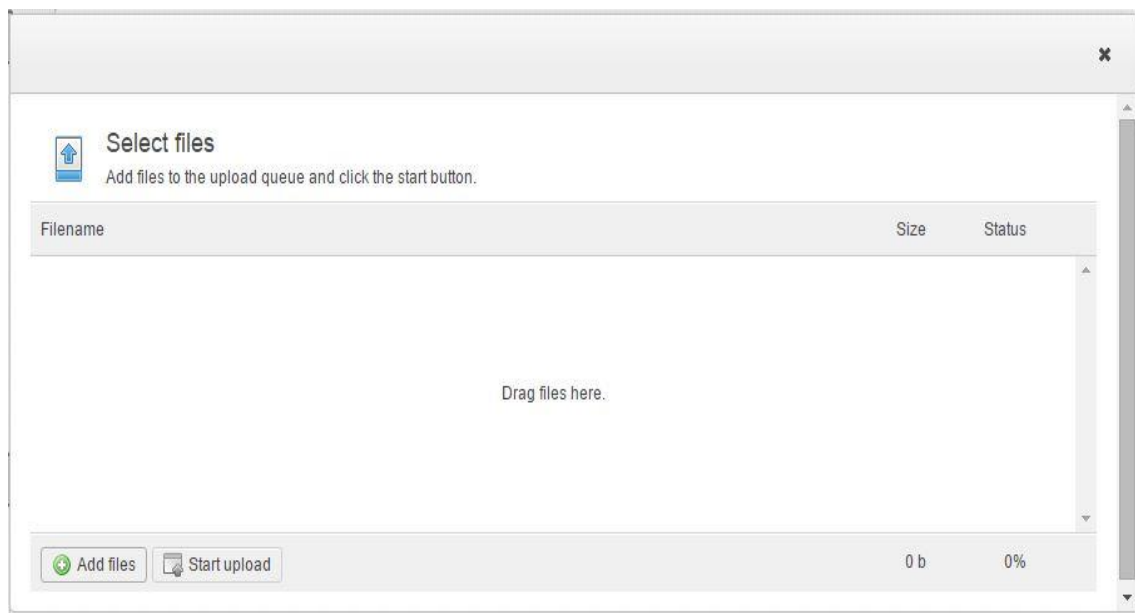 Select files
Add files to the upload queue and click the start button.
Filename Size Status
Drag files here.
Add files Start upload 0 b 0%